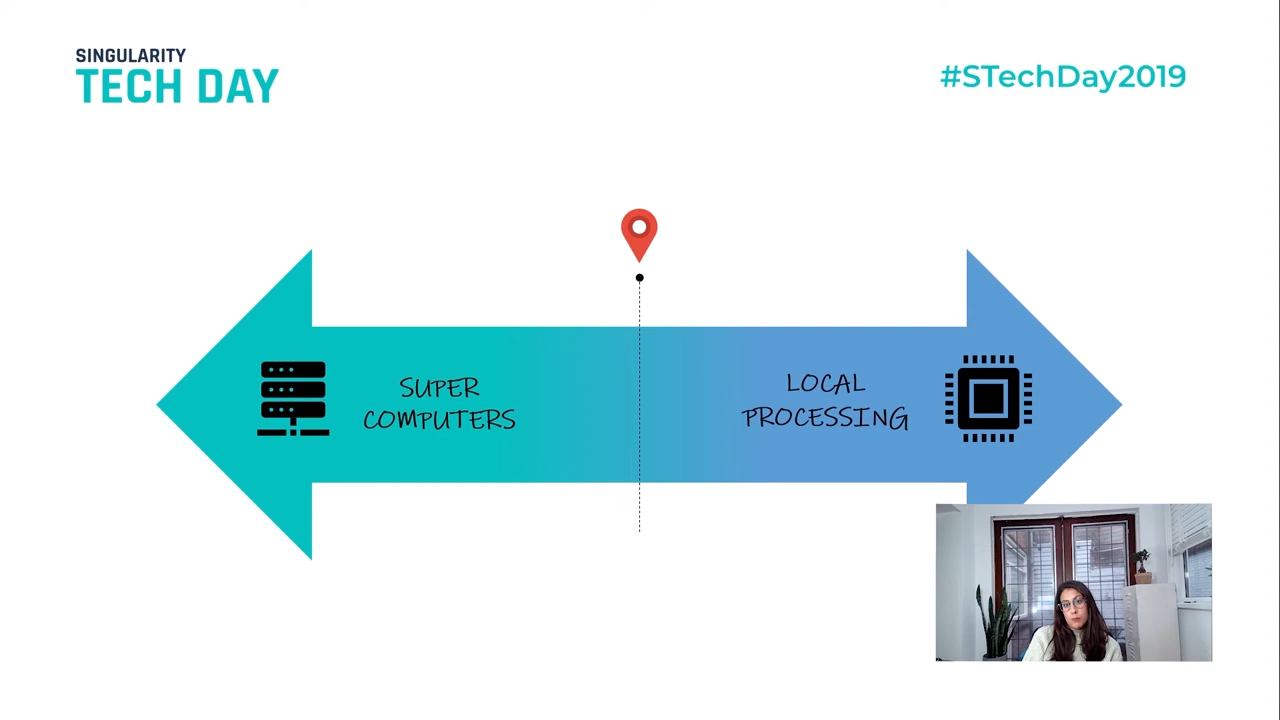 SINGULARITY
TECH DAY
#STechDay2019
SUPER
COMPUTERS
LOCAL
PROCESSING